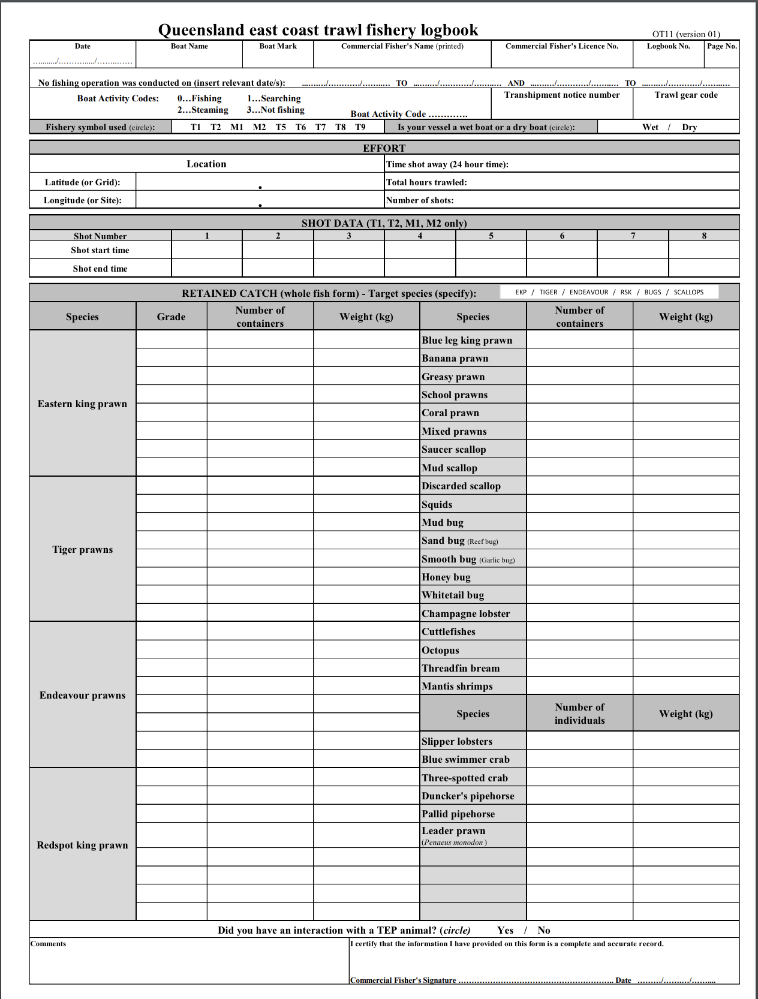 Queensland east coast trawl fishery logbook
OT11 (version 01)
Date Boat Name Boat Mark Commercial Fisher's Name (printed) Commercial Fisher's Licence No. Logbook No. Page No.
…......../………...../……..……
No fishing operation was conducted on (insert relevant date/s): ...……/…………/……..… TO ...……/…………/……..… AND ...……/…………/……..… TO ...……/…………/……..…
Boat Activity Codes: 0…Fishing 1…Searching
2…Steaming 3…Not fishing
Boat Activity Code ………….
Transhipment notice number Trawl gear code
Fishery symbol used (circle): T1 T2 M1 M2 T5 T6 T7 T8 T9 Is your vessel a wet boat or a dry boat (circle): Wet / Dry
EFFORT
Location Time shot away (24 hour time):
Latitude (or Grid): . Total hours trawled:
Longitude (or Site): . Number of shots:
SHOT DATA (T1, T2, M1, M2 only)
Shot Number 1 2 3 4 5 6 7 8
Shot start time
Shot end time
RETAINED CATCH (whole fish form) - Target species (specify): EKP / TIGER / ENDEAVOUR / RSK / BUGS / SCALLOPS
Species Grade Number of containers Weight (kg) Species Number of containers Weight (kg)
Eastern king prawn
Tiger prawns
Endeavour prawns
Redspot king prawn
Blue leg king prawn
Banana prawn
Greasy prawn
School prawns
Coral prawn
Mixed prawns
Saucer scallop
Mud scallop
Discarded scallop
Squids
Mud bug
Sand bug (Reef bug)
Smooth bug (Garlic bug)
Honey bug
Whitetail bug
Champagne lobster
Cuttlefishes
Octopus
Threadfin bream
Mantis shrimps
Species Number of individuals Weight (kg)
Slipper lobsters
Blue swimmer crab
Three-spotted crab
Duncker's pipehorse
Pallid pipehorse
Leader prawn
(Penaeus monodon )
Did you have an interaction with a TEP animal? (circle) Yes / No
Comments
I certify that the information I have provided on this form is a complete and accurate record.
Commercial Fisher's Signature ………………………………………………….. Date ………/…….…/……....